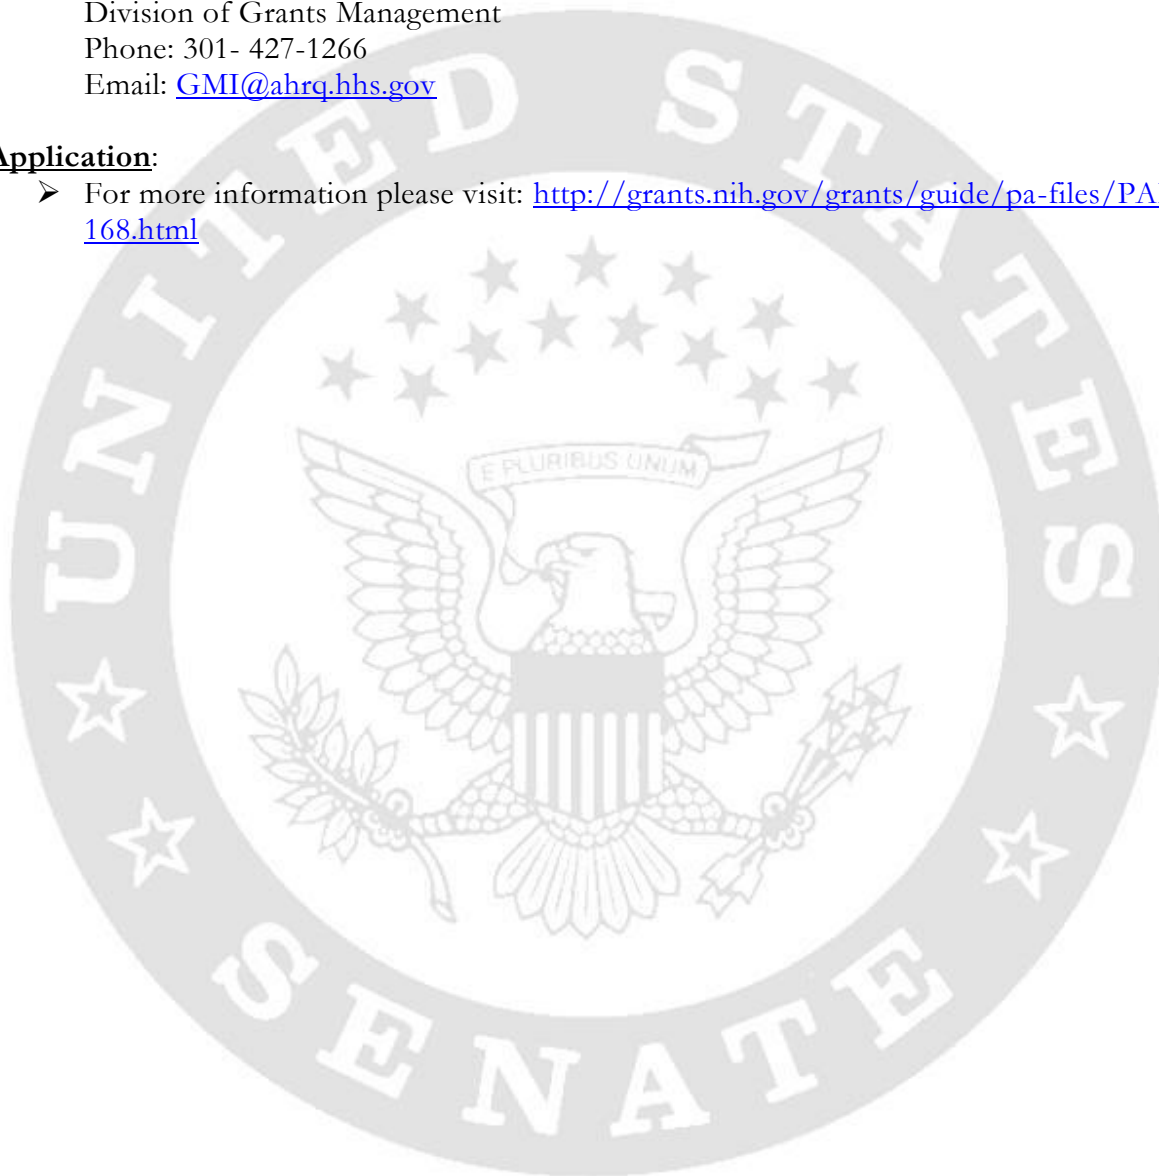 Division of Grants Management
Phone: 301- 427-1266
Email: GMI@ahrq.hhs.gov
Application:
➢ For more information please visit: http://grants.nih.gov/grants/guide/pa-files/PA
168.html
E PLURIBUS UNUM
UNITED STATES
SENATE